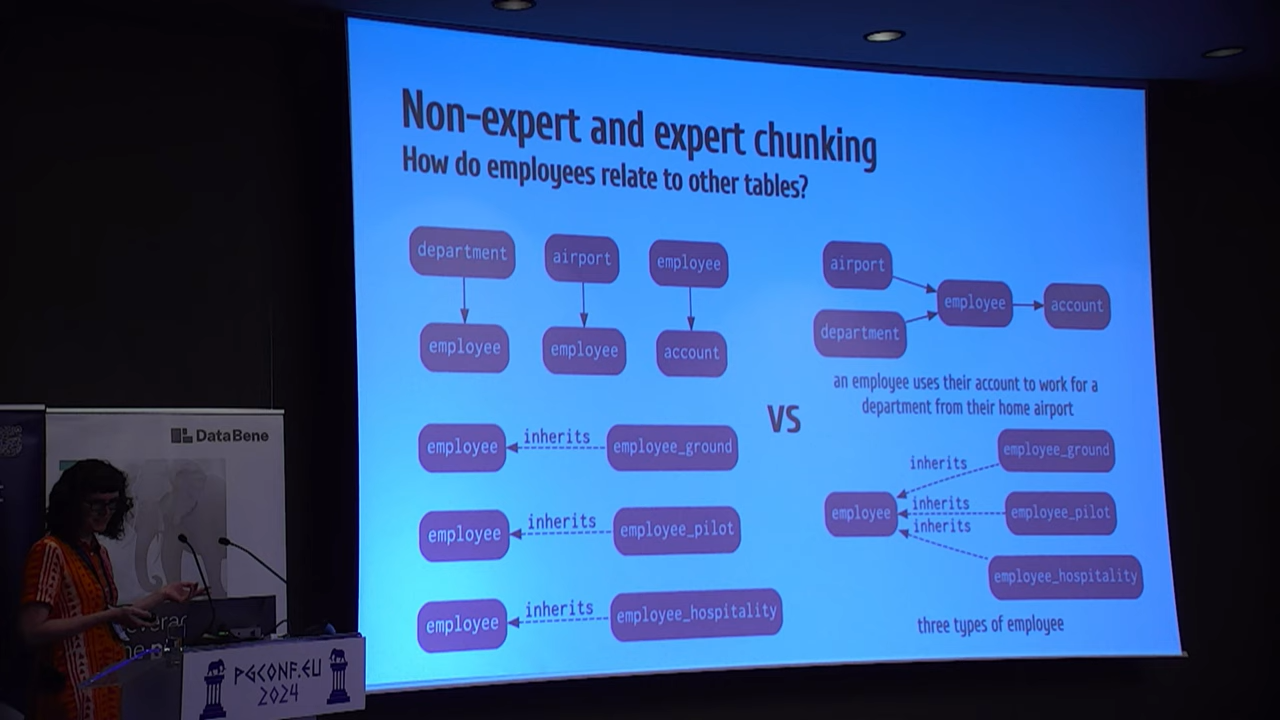 Non-expert and expert chunking
How do employees relate to other tables?
department
airport
employee
employee
employee
account
employee
inherits
employee_ground
employee
inherits
employee_pilot
employee
inherits
employee_hospitality
VS
airport
department
employee
account
an employee uses their account to work for a
department from their home airport
employee
inherits
employee_ground
inherits
employee_pilot
inherits
employee_hospitality
three types of employee
DataBene
PGCONF.EU
2024